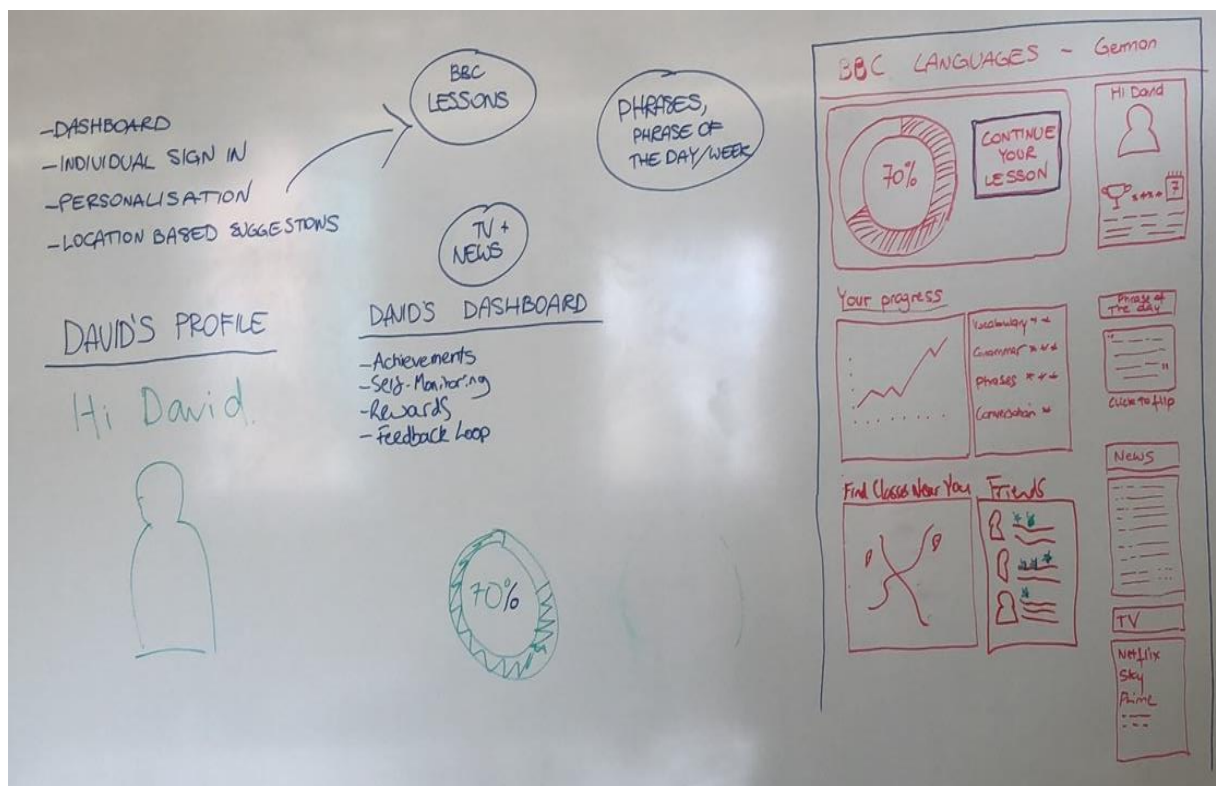 -DASHBOARD
-INDIVIDUAL SIGN IN
-PERSONALISATION
-LOCATION BASED SUGGESTIONS
BBC
LESSONS
PHRASES,
PHRASE OF
THE DAY/WEEK
TV +
NEWS
DAVID'S PROFILE
Hi David.
DAVID'S DASHBOARD
-Achievements
-Self-Monitoring
-Rewards
-Feedback Loop
70%
BBC LANGUAGES - German
70%
CONTINUE
YOUR
LESSON
Hi David
7
Your progress
Vocabulary
Grammar
Phrases
Conversation
Phrase of
The day
"
"
Click to flip
Find Classes Near You
Friends
News
TV
Netflix
Sky
Prime